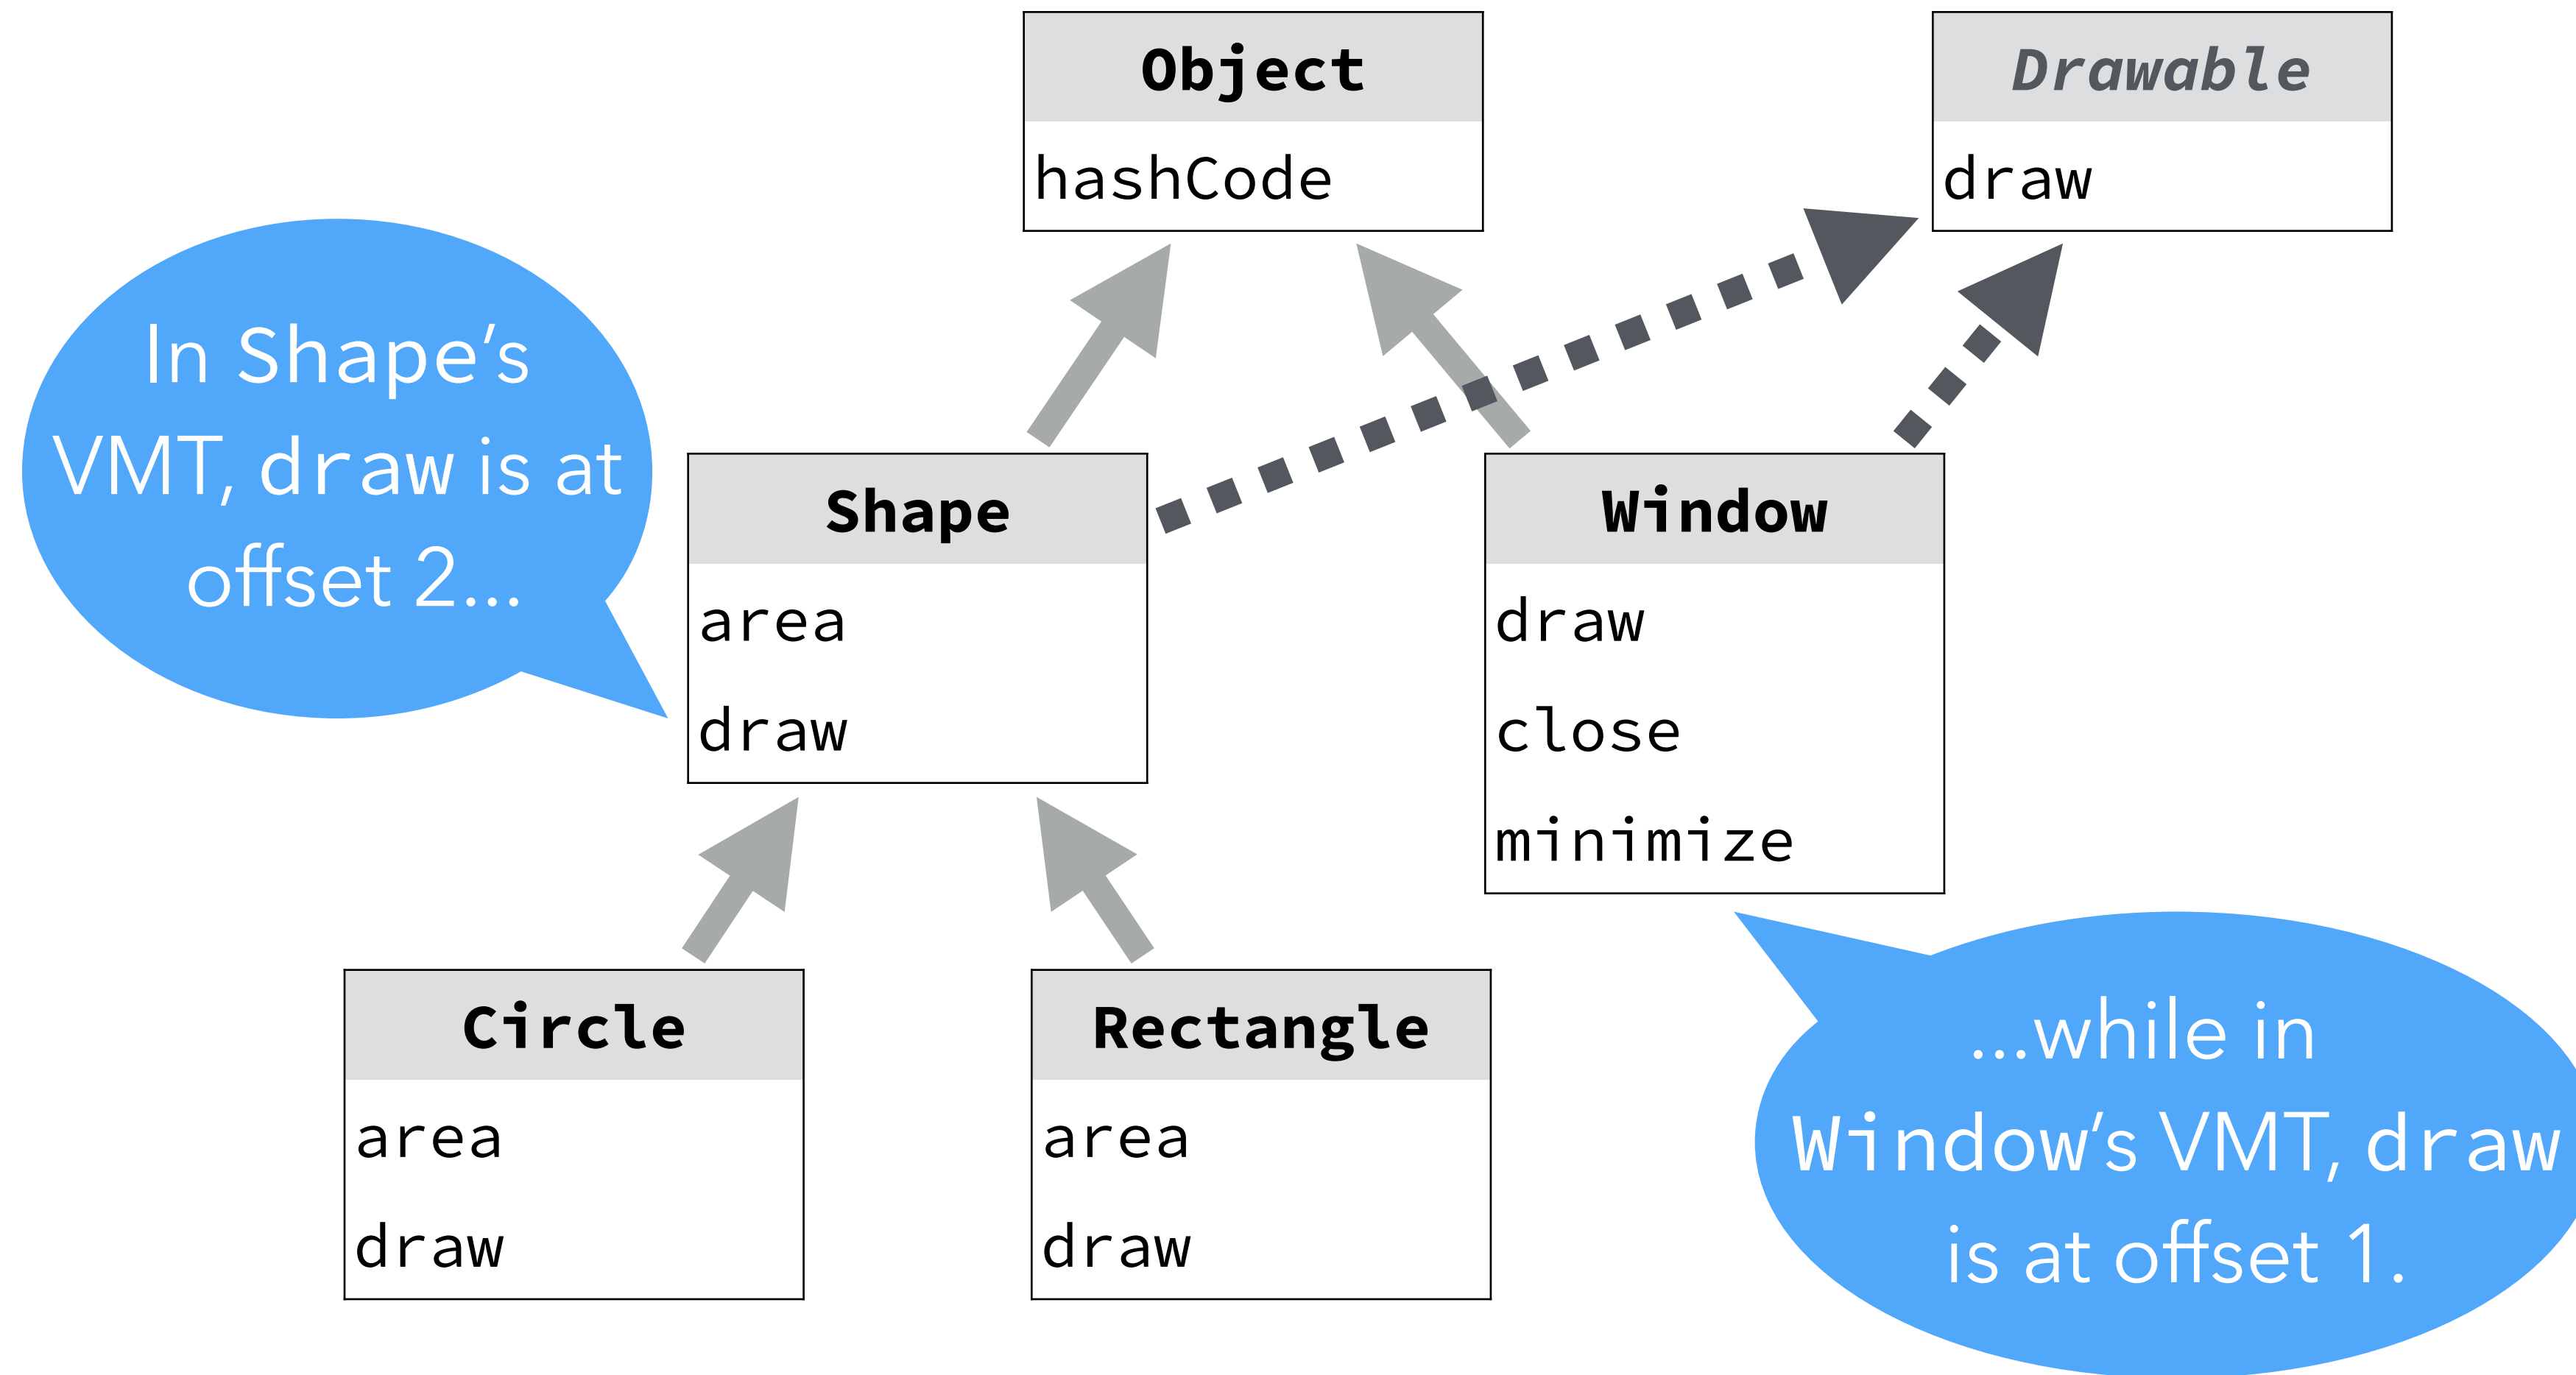 Object
hashCode
Drawable
draw
In Shape’s
VMT, draw is at
offset 2...
Shape
area
draw
Window
draw
close
minimize
Circle
area
draw
Rectangle
area
draw
...while in
Window’s VMT, draw
is at offset 1.